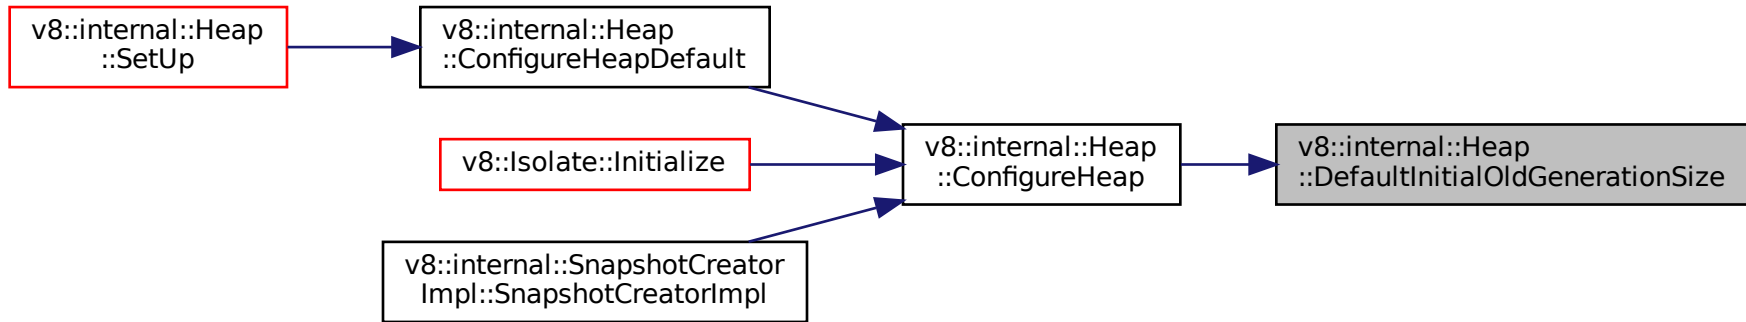 v8::internal::Heap
::SetUp
v8::internal::Heap
::ConfigureHeapDefault
v8::Isolate::Initialize
v8::internal::SnapshotCreator
Impl::SnapshotCreatorImpl
v8::internal::Heap
::ConfigureHeap
v8::internal::Heap
::DefaultInitialOldGenerationSize